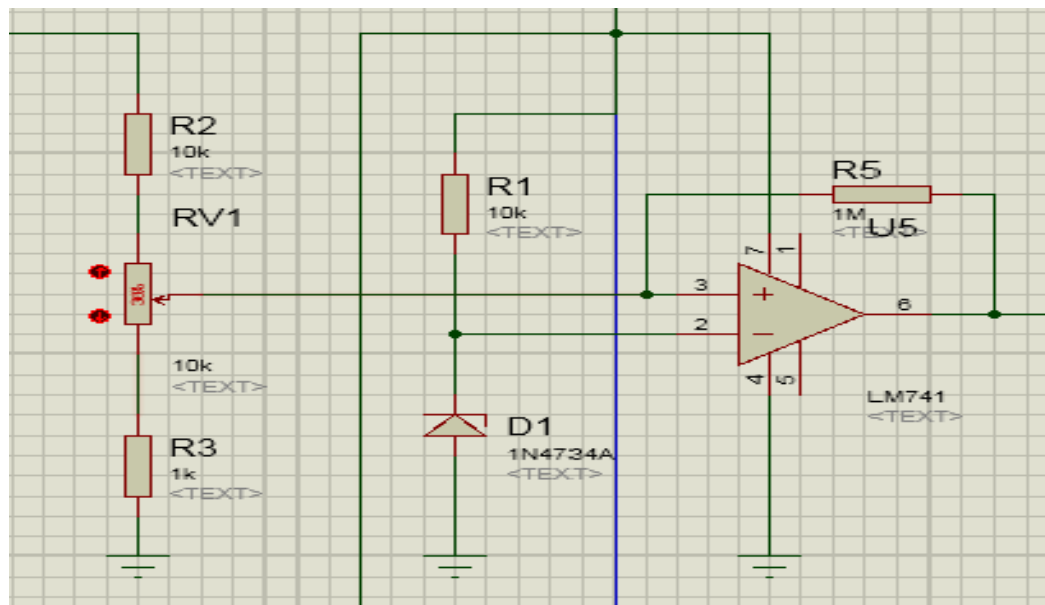 R2
10k
<TEXT>
RV1
10k
<TEXT>
R3
1k
<TEXT>
R1
10k
<TEXT>
D1
1N4734A
<TEXT>
R5
1M
<TEXT>
U5
7
1
3
+
2
−
6
4
5
LM741
<TEXT>